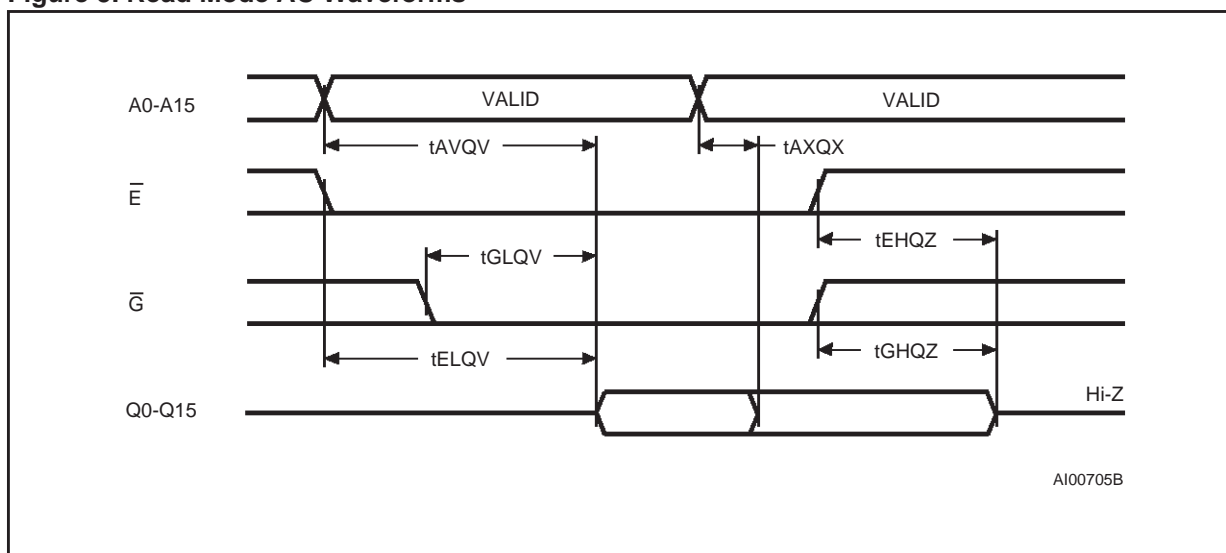 Figure Read Mode AC Waveforms
A0-A15
VALID
VALID
tAVQV
tAXQX
E̅
tEHQZ
tGLQV
G̅
tELQV
tGHQZ
Q0-Q15
Hi-Z
AI00705B